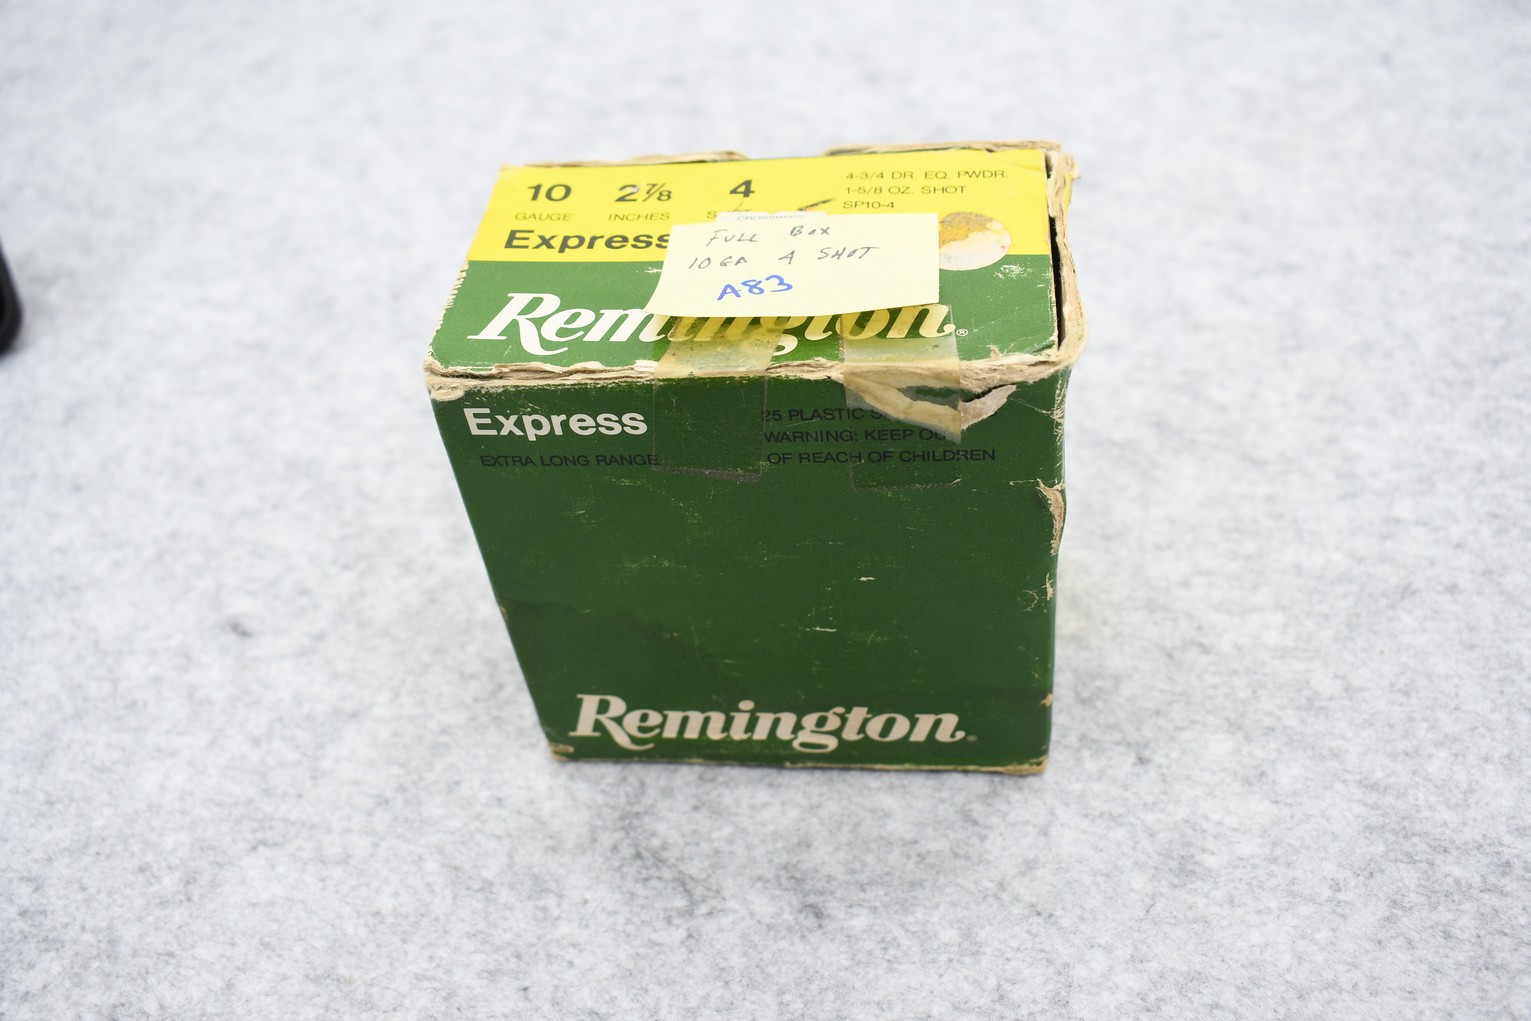 10 2 7/8 4
GAUGE INCHES
4-3/4 DR. EQ. PWDR.
1-5/8 OZ. SHOT
SP10-4
Express
FULL BOX
10 GA 4 SHOT
A83
Remington®
Express
EXTRA LONG RANGE
25 PLASTIC
WARNING: KEEP
OF REACH OF CHILDREN
Remington